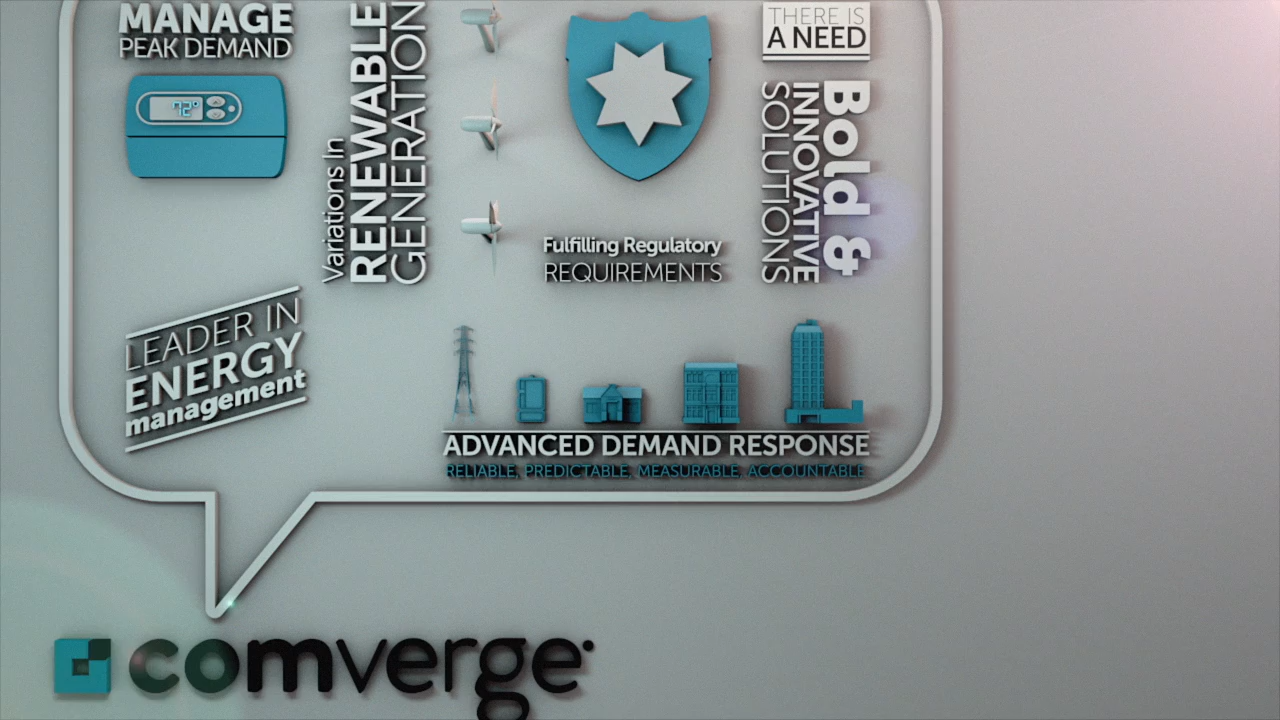 MANAGE
PEAK DEMAND
72°
Variations In
RENEWABLE
GENERATION
Fulfilling Regulatory
REQUIREMENTS
THERE IS
A NEED
Bold &
INNOVATIVE
SOLUTIONS
LEADER IN
ENERGY
management
ADVANCED DEMAND RESPONSE
RELIABLE, PREDICTABLE, MEASURABLE, ACCOUNTABLE
comverge